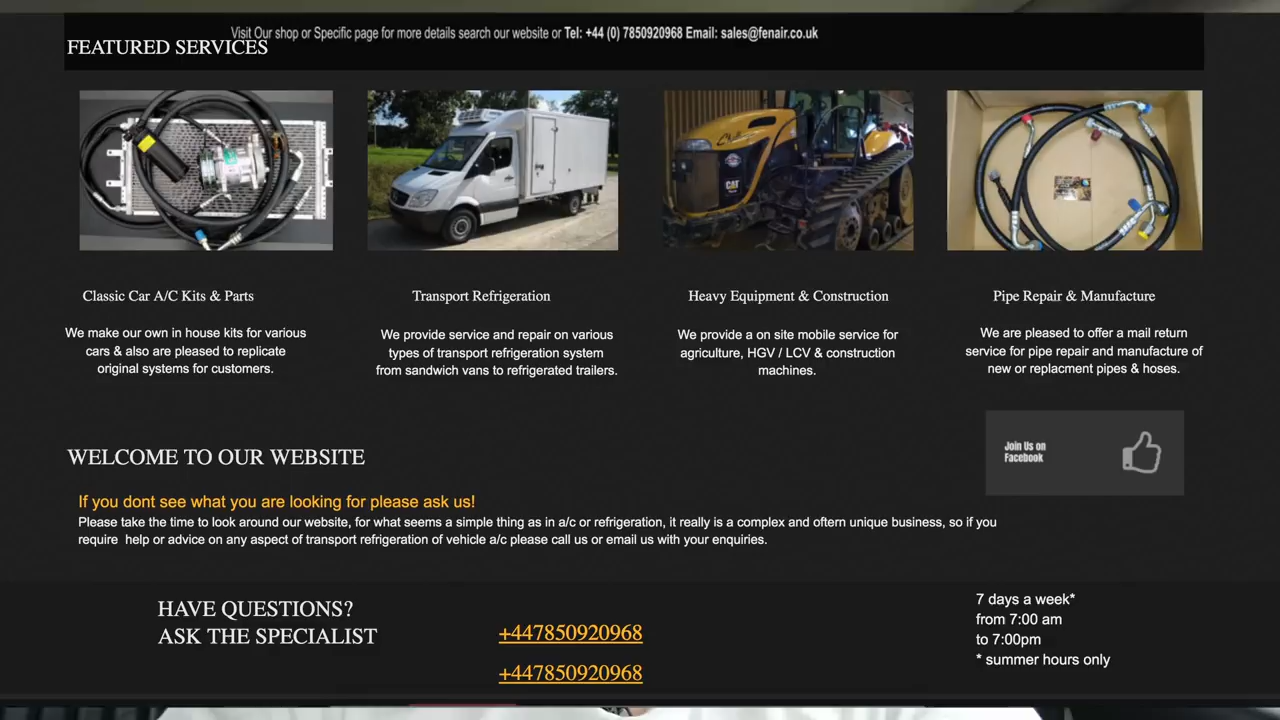 Visit Our shop or Specific page for more details search our website or Tel: +44 (0) 7850920968 Email: sales@fenair.co.uk
FEATURED SERVICES
CAT
Classic Car A/C Kits & Parts
We make our own in house kits for various
cars & also are pleased to replicate
original systems for customers.
Transport Refrigeration
We provide service and repair on various
types of transport refrigeration system
from sandwich vans to refrigerated trailers.
Heavy Equipment & Construction
We provide a on site mobile service for
agriculture, HGV / LCV & construction
machines.
Pipe Repair & Manufacture
We are pleased to offer a mail return
service for pipe repair and manufacture of
new or replacment pipes & hoses.
Join Us on
Facebook
WELCOME TO OUR WEBSITE
If you dont see what you are looking for please ask us!
Please take the time to look around our website, for what seems a simple thing as in a/c or refrigeration, it really is a complex and oftern unique business, so if you
require  help or advice on any aspect of transport refrigeration of vehicle a/c please call us or email us with your enquiries.
HAVE QUESTIONS?
ASK THE SPECIALIST
+447850920968
+447850920968
7 days a week*
from 7:00 am
to 7:00pm
* summer hours only